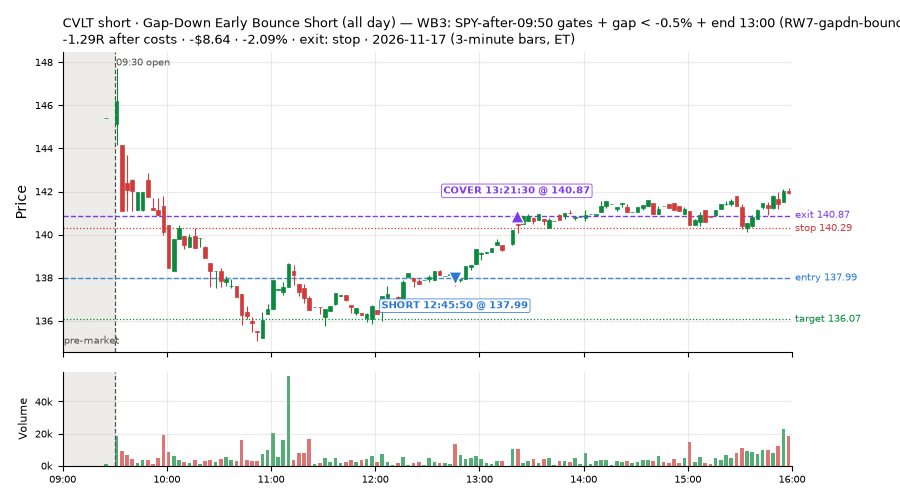 CVLT short · Gap-Down Early Bounce Short (all day) — WB3: SPY-after-09:50 gates + gap < -0.5% + end 13:00 (RW7-gapdn-bounc
-1.29R after costs · -$8.64 · -2.09% · exit: stop · 2026-11-17 (3-minute bars, ET)
148
146
144
142
140
138
136
Price
09:30 open
pre-market
COVER 13:21:30 @ 140.87
SHORT 12:45:50 @ 137.99
exit 140.87
stop 140.29
entry 137.99
target 136.07
40k
20k
0k
Volume
09:00
10:00
11:00
12:00
13:00
14:00
15:00
16:00